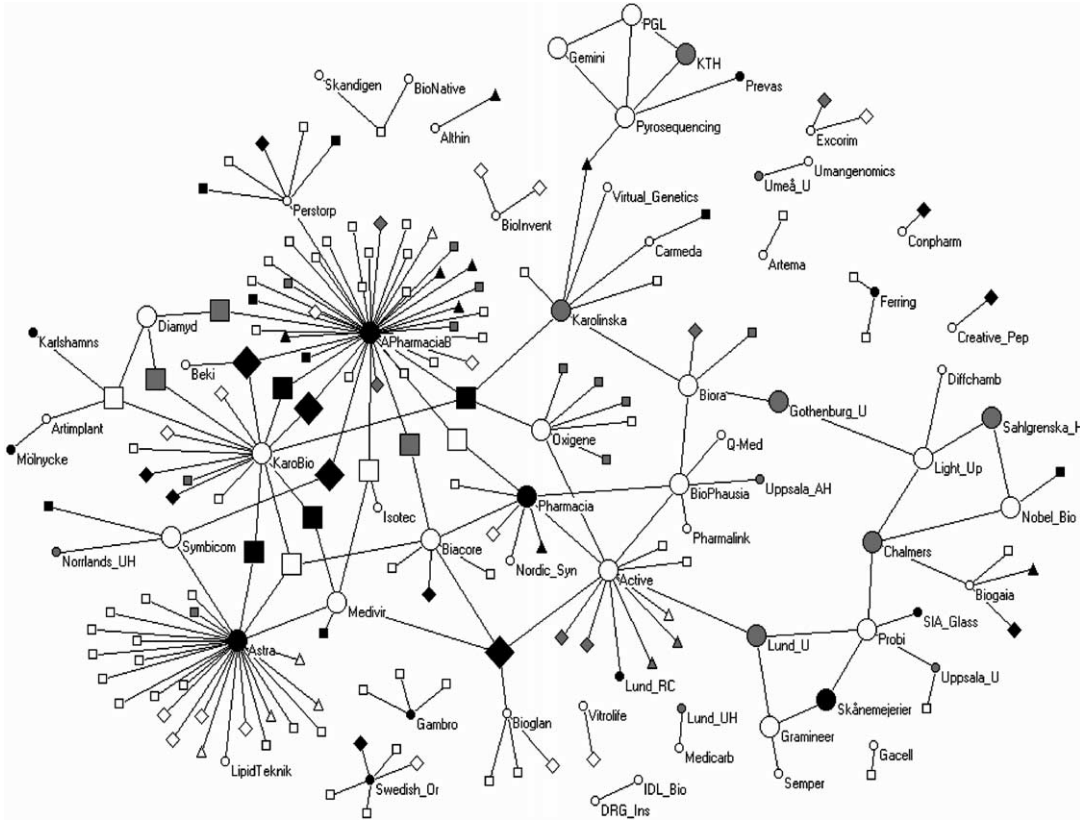 PGL
Gemini
KTH
Skandigen
BioNative
Prevas
Althin
Pyrosequencing
Excorim
Umangenomics
Umeå_U
Virtual_Genetics
Perstorp
BioInvent
Conpharm
Carmeda
Artema
Ferring
Karolinska
Diamyd
Creative_Pep
Karlshamns
APharmaciaB
Beki
Diffchamb
Biora
Gothenburg_U
Sahlgrenska_H
Artimplant
Oxigene
Q-Med
Mölnycke
KaroBio
Light_Up
BioPhausia
Uppsala_AH
Pharmacia
Isotec
Nobel_Bio
Pharmalink
Symbicom
Biacore
Chalmers
Norrlands_UH
Nordic_Syn
Active
Biogaia
Medivir
SIA_Glass
Astra
Lund_U
Probi
Uppsala_U
Lund_RC
Skånemejerier
Gambro
Bioglan
Vitrolife
Lund_UH
Gramineer
Medicarb
Gacell
LipidTeknik
Semper
Swedish_Or
IDL_Bio
DRG_Ins